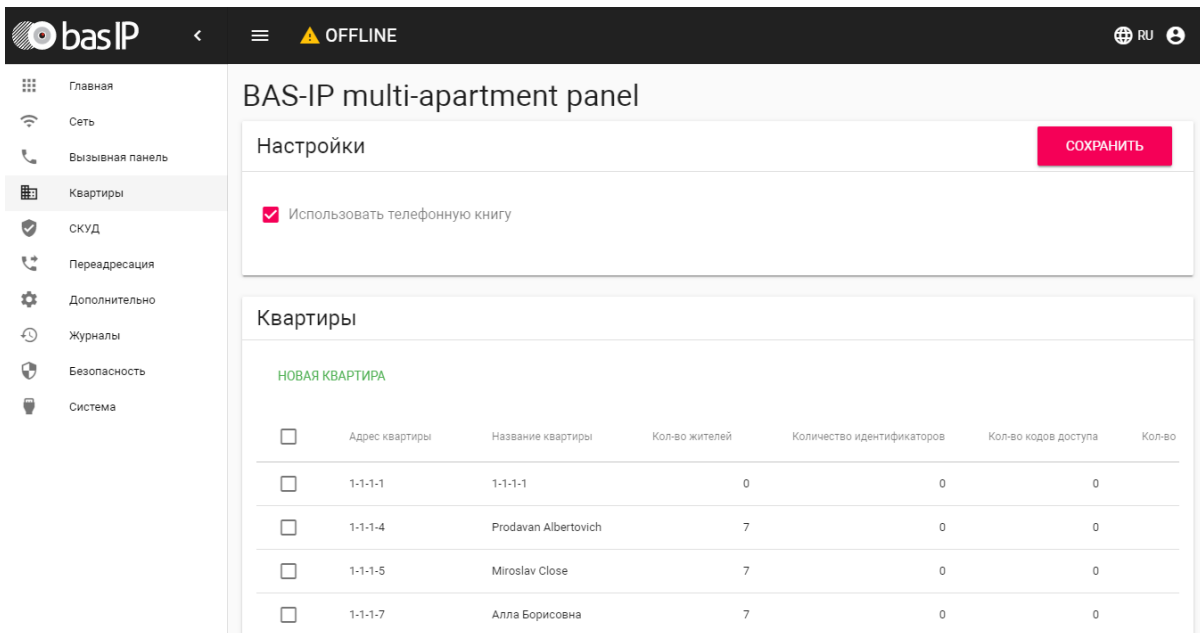 bas IP
OFFLINE
RU
Главная
Сеть
Вызывная панель
Квартиры
СКУД
Переадресация
Дополнительно
Журналы
Безопасность
Система
BAS-IP multi-apartment panel
Настройки
СОХРАНИТЬ
Использовать телефонную книгу
Квартиры
НОВАЯ КВАРТИРА
Адрес квартиры Название квартиры Кол-во жителей Количество идентификаторов Кол-во кодов доступа Кол-во
1-1-1-1 1-1-1-1 0 0 0
1-1-1-4 Prodavan Albertovich 7 0 0
1-1-1-5 Miroslav Close 7 0 0
1-1-1-7 Алла Борисовна 7 0 0